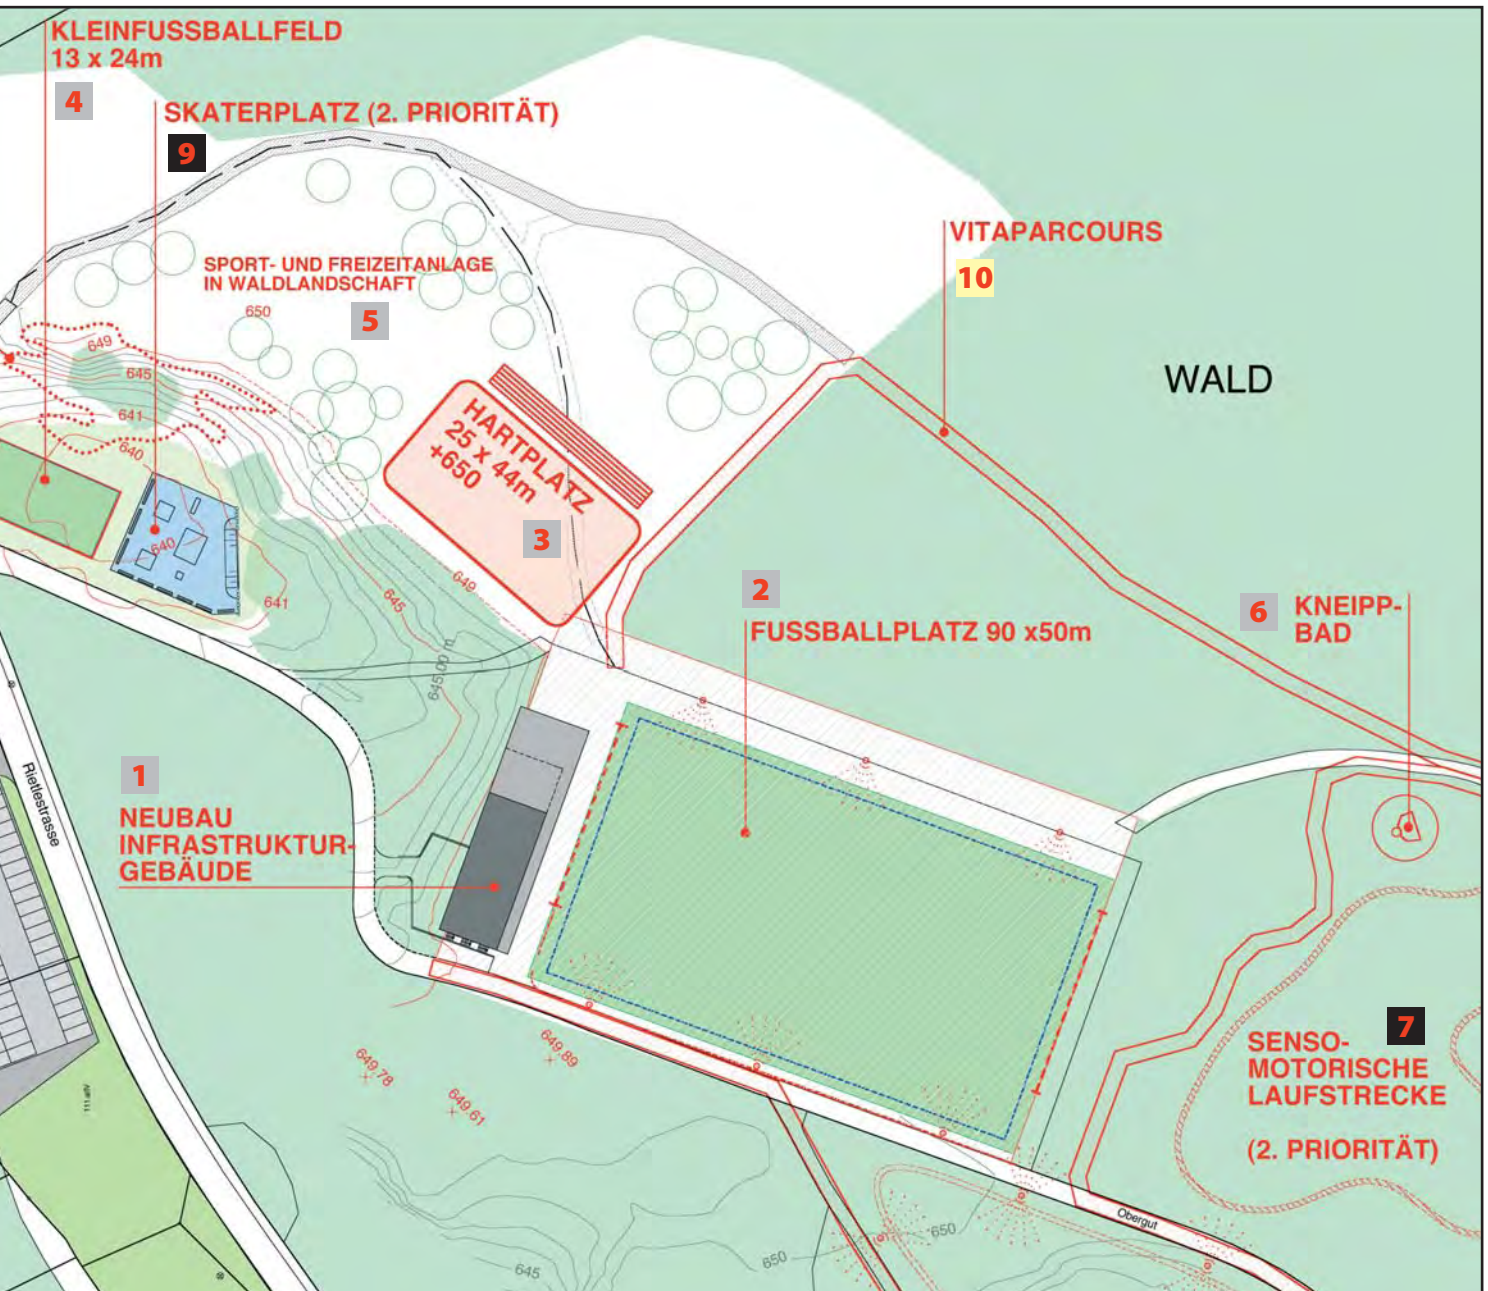 KLEINFUSSBALLFELD
13 x 24m
4
SKATERPLATZ (2. PRIORITÄT)
9
VITAPARCOURS
10
SPORT- UND FREIZEITANLAGE
IN WALDLANDSCHAFT
5
650
649
645
641
640
WALD
HARTPLATZ
25 x 44m
+650
3
640
641
645
649
645.00 m
2
FUSSBALLPLATZ 90 x50m
6
KNEIPP-
BAD
1
NEUBAU
INFRASTRUKTUR-
GEBÄUDE
Rietlestrasse
7
SENSO-
MOTORISCHE
LAUFSTRECKE
(2. PRIORITÄT)
649.89
649.78
649.61
Obergut
650
650
645